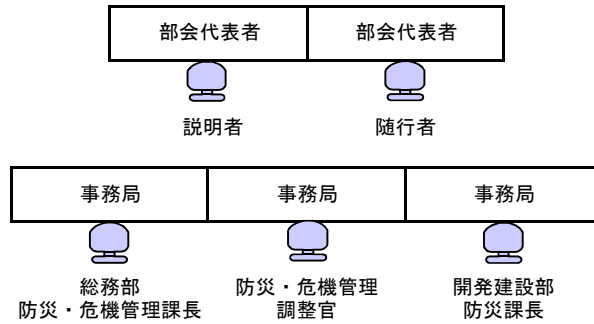 部会代表者 部会代表者
説明者 随行者
事務局 事務局 事務局
総務部 防災・危機管理 開発建設部
防災・危機管理課長 調整官 防災課長